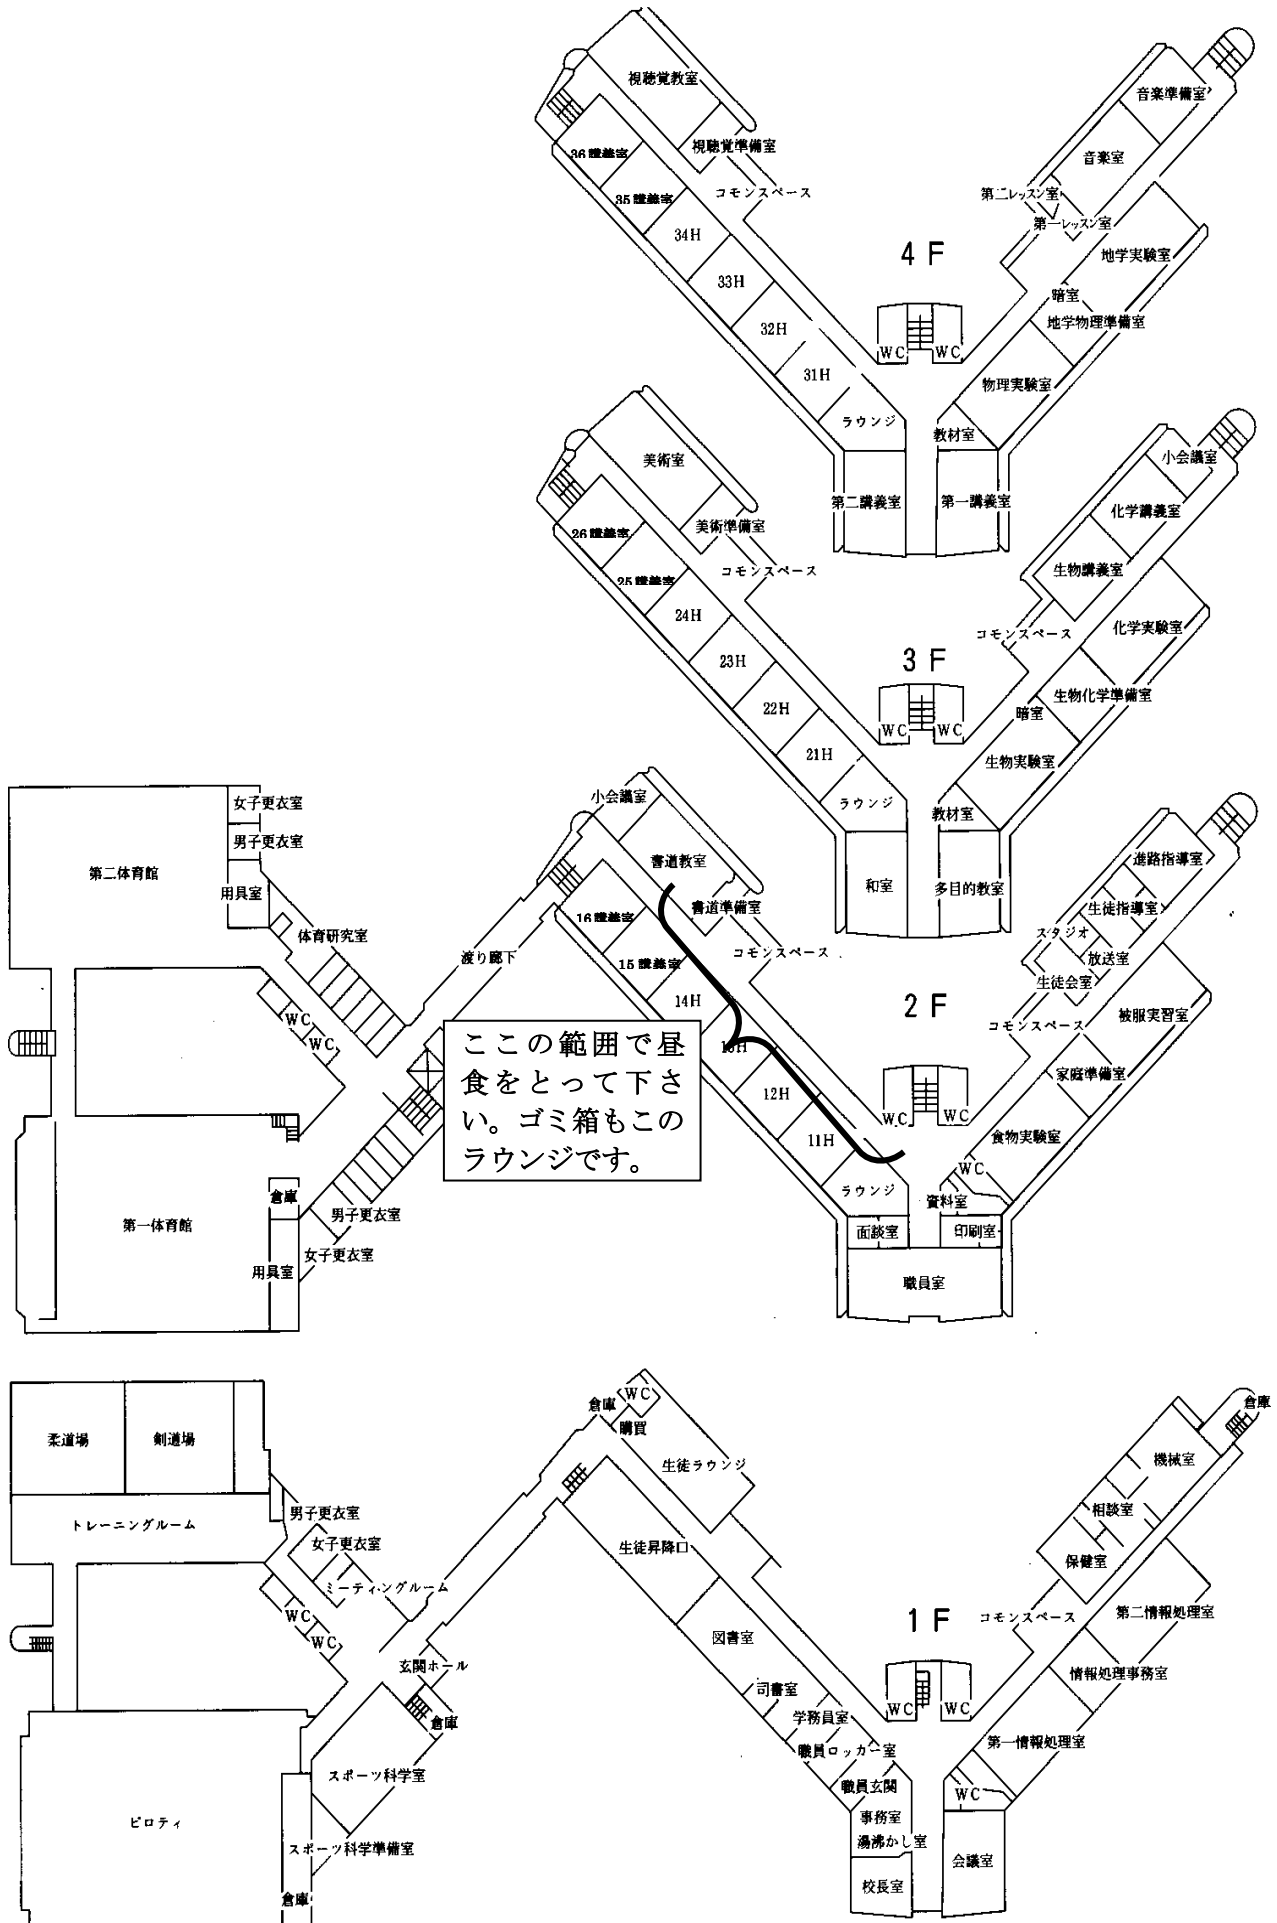 視聴覚教室
視聴覚準備室
コモンスペース
36講義室
35講義室
34H
33H
32H
31H
ラウンジ
第二講義室
4F
WC
WC
音楽準備室
音楽室
第二レッスン室
第一レッスン室
地学実験室
暗室
地学物理準備室
物理実験室
教材室
第一講義室
美術室
美術準備室
コモンスペース
26講義室
25講義室
24H
23H
22H
21H
ラウンジ
和室
3F
WC
WC
小会議室
化学講義室
生物講義室
コモンスペース
化学実験室
生物化学準備室
暗室
生物実験室
教材室
多目的教室
女子更衣室
男子更衣室
第二体育館
用具室
体育研究室
WC
WC
渡り廊下
倉庫
第一体育館
男子更衣室
女子更衣室
用具室
小会議室
書道教室
書道準備室
コモンスペース
16講義室
15講義室
14H
13H
12H
11H
ラウンジ
ここの範囲で昼
食をとって下さ
い。ゴミ箱もこの
ラウンジです。
2F
WC
WC
進路指導室
生徒指導室
スタジオ
放送室
生徒会室
コモンスペース
被服実習室
家庭準備室
食物実験室
WC
資料室
面談室
印刷室
職員室
柔道場
剣道場
トレーニングルーム
男子更衣室
女子更衣室
ミーティングルーム
WC
WC
玄関ホール
倉庫
スポーツ科学室
ピロティ
スポーツ科学準備室
倉庫
倉庫
WC
購買
生徒ラウンジ
生徒昇降口
図書室
司書室
学務員室
職員ロッカー室
職員玄関
事務室
湯沸かし室
校長室
1F
WC
WC
倉庫
機械室
相談室
保健室
コモンスペース
第二情報処理室
情報処理事務室
第一情報処理室
WC
会議室